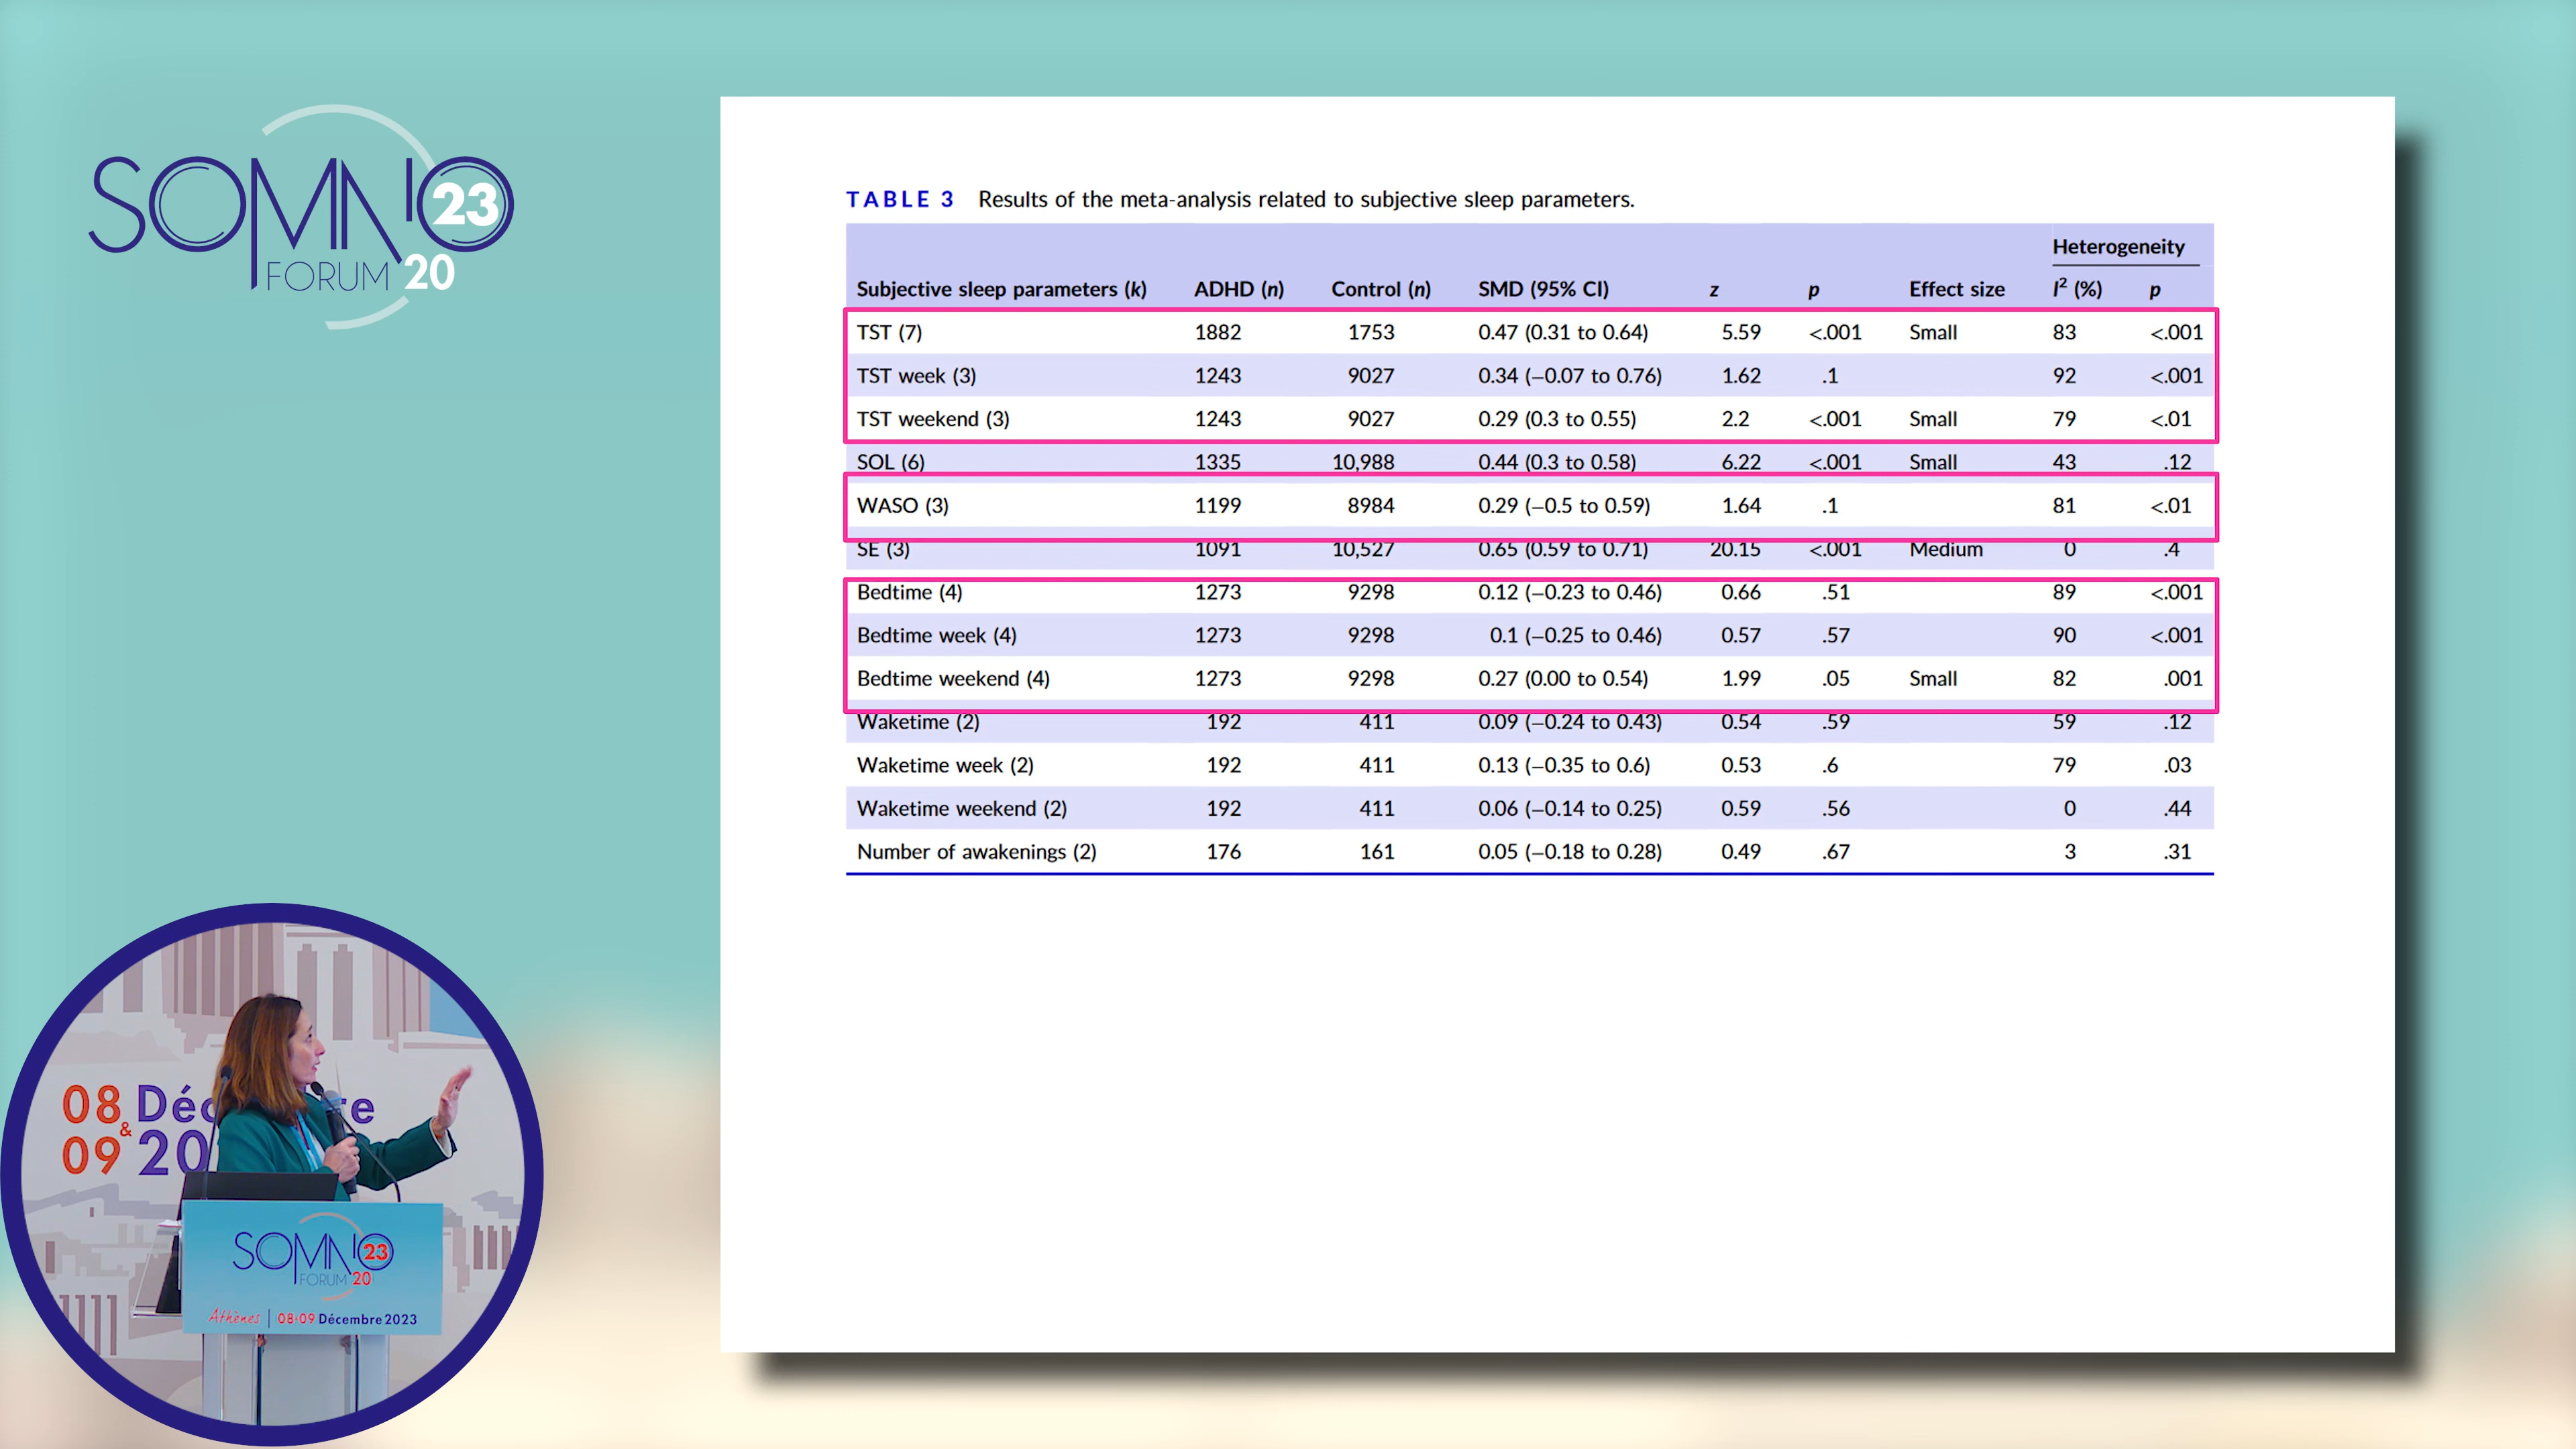 SOMNO 23
FORUM 20
TABLE 3 Results of the meta-analysis related to subjective sleep parameters.
Heterogeneity
Subjective sleep parameters (k) ADHD (n) Control (n) SMD (95% CI) z p Effect size I² (%) p
TST (7) 1882 1753 0.47 (0.31 to 0.64) 5.59 <.001 Small 83 <.001
TST week (3) 1243 9027 0.34 (−0.07 to 0.76) 1.62 .1 92 <.001
TST weekend (3) 1243 9027 0.29 (0.3 to 0.55) 2.2 <.001 Small 79 <.01
SOL (6) 1335 10,988 0.44 (0.3 to 0.58) 6.22 <.001 Small 43 .12
WASO (3) 1199 8984 0.29 (−0.5 to 0.59) 1.64 .1 81 <.01
SE (3) 1091 10,527 0.65 (0.59 to 0.71) 20.15 <.001 Medium 0 .4
Bedtime (4) 1273 9298 0.12 (−0.23 to 0.46) 0.66 .51 89 <.001
Bedtime week (4) 1273 9298 0.1 (−0.25 to 0.46) 0.57 .57 90 <.001
Bedtime weekend (4) 1273 9298 0.27 (0.00 to 0.54) 1.99 .05 Small 82 .001
Waketime (2) 192 411 0.09 (−0.24 to 0.43) 0.54 .59 59 .12
Waketime week (2) 192 411 0.13 (−0.35 to 0.6) 0.53 .6 79 .03
Waketime weekend (2) 192 411 0.06 (−0.14 to 0.25) 0.59 .56 0 .44
Number of awakenings (2) 176 161 0.05 (−0.18 to 0.28) 0.49 .67 3 .31
08
&
09 20
SOMNO 23
FORUM 20
Athènes | 08-09 Décembre 2023